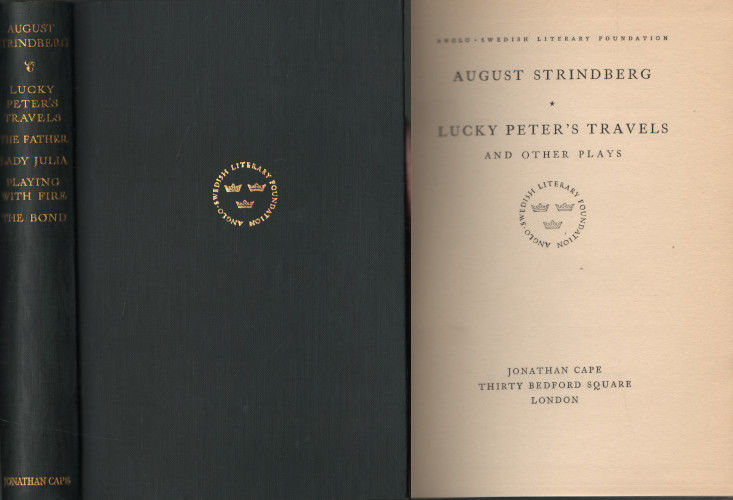 AUGUST
STRINDBERG
LUCKY
PETER'S
TRAVELS
THE FATHER
LADY JULIA
PLAYING
WITH FIRE
THE BOND
JONATHAN CAPE
ANGLO-SWEDISH LITERARY FOUNDATION
ANGLO-SWEDISH LITERARY FOUNDATION
AUGUST STRINDBERG
LUCKY PETER'S TRAVELS
AND OTHER PLAYS
ANGLO-SWEDISH LITERARY FOUNDATION
JONATHAN CAPE
THIRTY BEDFORD SQUARE
LONDON